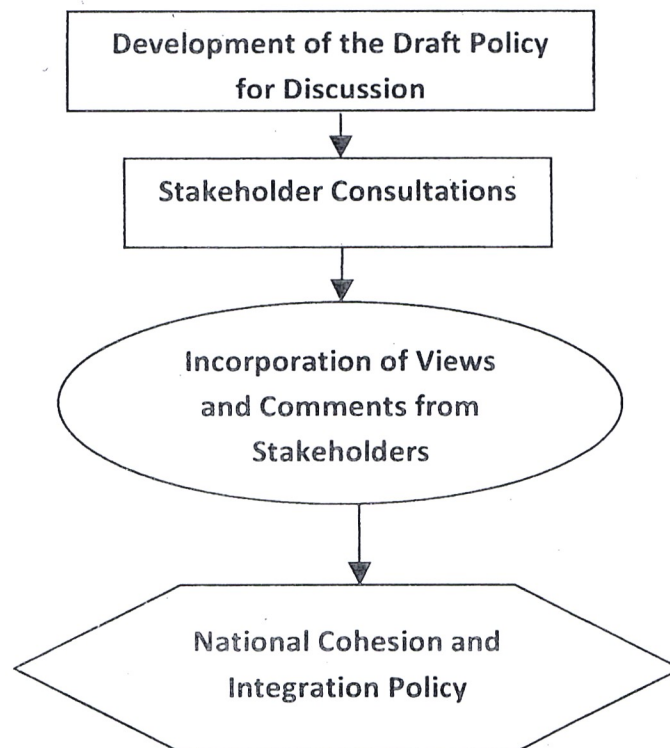 Development of the Draft Policy
for Discussion
Stakeholder Consultations
Incorporation of Views
and Comments from
Stakeholders
National Cohesion and
Integration Policy